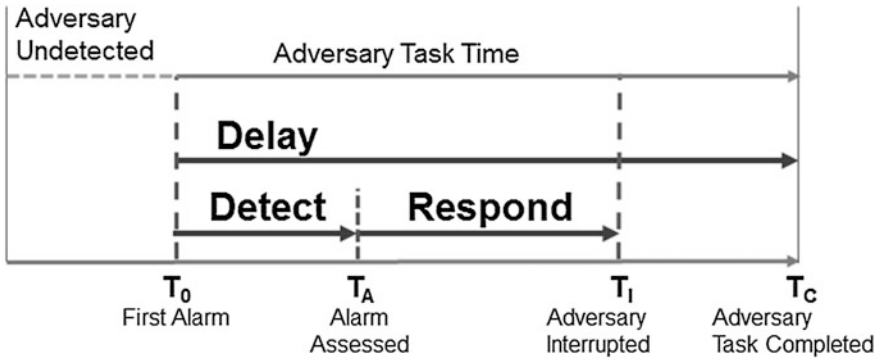 Adversary
Undetected
Adversary Task Time
Delay
Detect
Respond
T0
First Alarm
TA
Alarm
Assessed
TI
Adversary
Interrupted
TC
Adversary
Task Completed